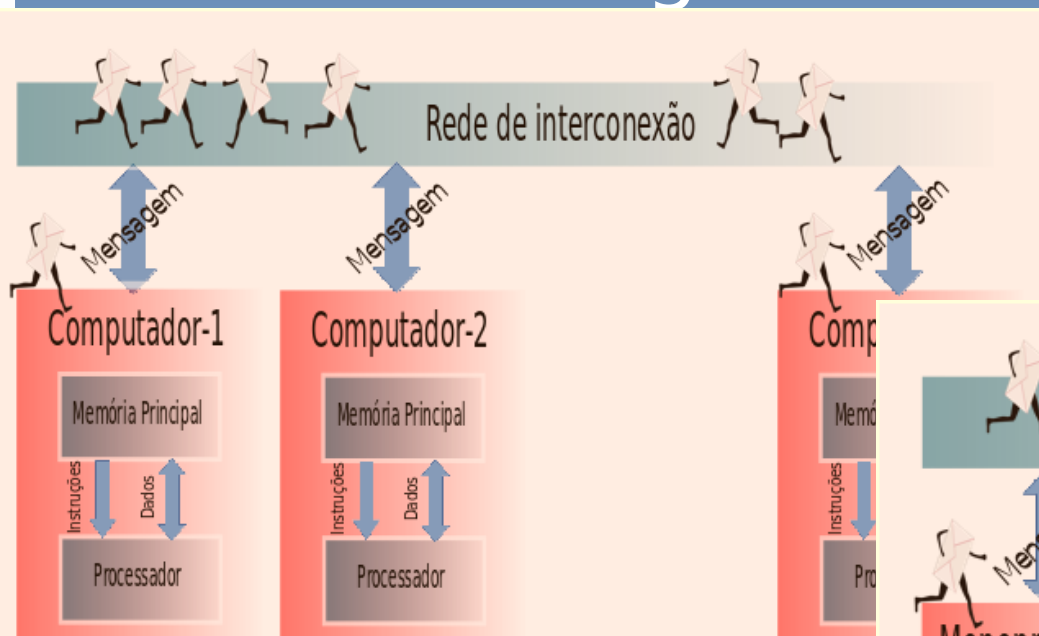 Rede de interconexão
Mensagem
Mensagem
Mensagem
Computador-1
Computador-2
Memória Principal
Memória Principal
Instruções
Dados
Instruções
Dados
Instruções
Processador
Processador